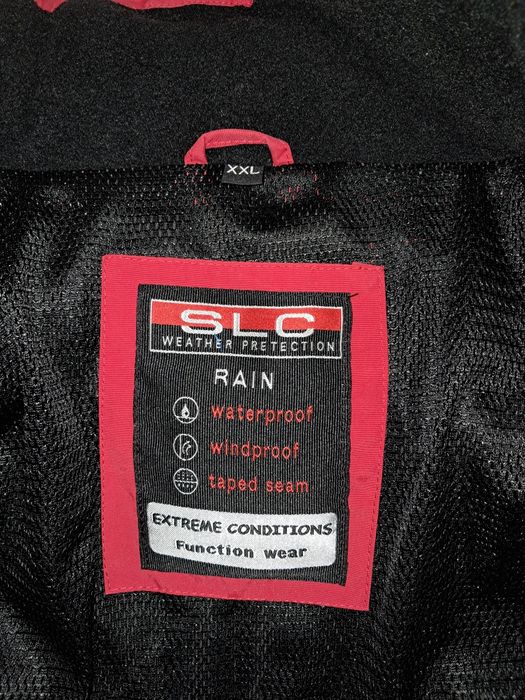 XXL
SLC
WEATHER PRETECTION
RAIN
waterproof
windproof
taped seam
EXTREME CONDITIONS
Function wear